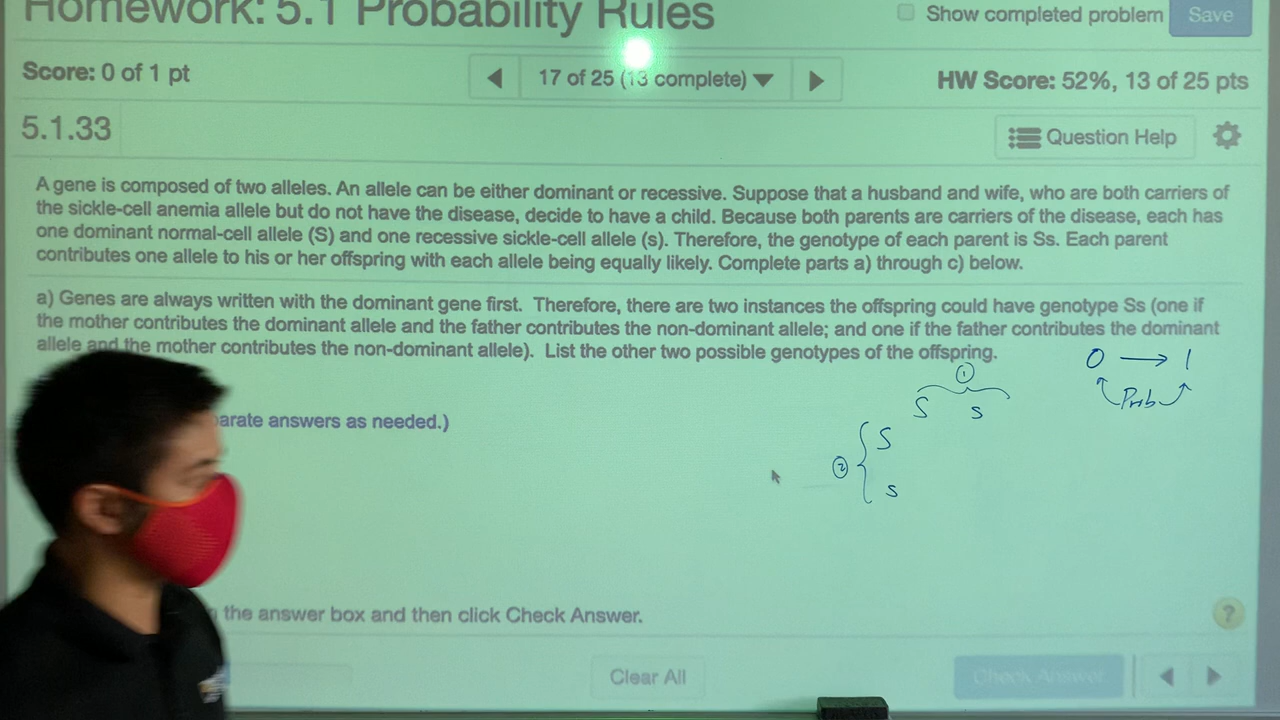 Homework: 5.1 Probability Rules
Show completed problem
Save
Score: 0 of 1 pt
17 of 25 (13 complete)
HW Score: 52%, 13 of 25 pts
5.1.33
Question Help
A gene is composed of two alleles. An allele can be either dominant or recessive. Suppose that a husband and wife, who are both carriers of
the sickle-cell anemia allele but do not have the disease, decide to have a child. Because both parents are carriers of the disease, each has
one dominant normal-cell allele (S) and one recessive sickle-cell allele (s). Therefore, the genotype of each parent is Ss. Each parent
contributes one allele to his or her offspring with each allele being equally likely. Complete parts a) through c) below.
a) Genes are always written with the dominant gene first. Therefore, there are two instances the offspring could have genotype Ss (one if
the mother contributes the dominant allele and the father contributes the non-dominant allele; and one if the father contributes the dominant
allele and the mother contributes the non-dominant allele). List the other two possible genotypes of the offspring.
0 → 1
Prob
①
S s
② S
s
arate answers as needed.)
the answer box and then click Check Answer.
?
Clear All
Check Answer